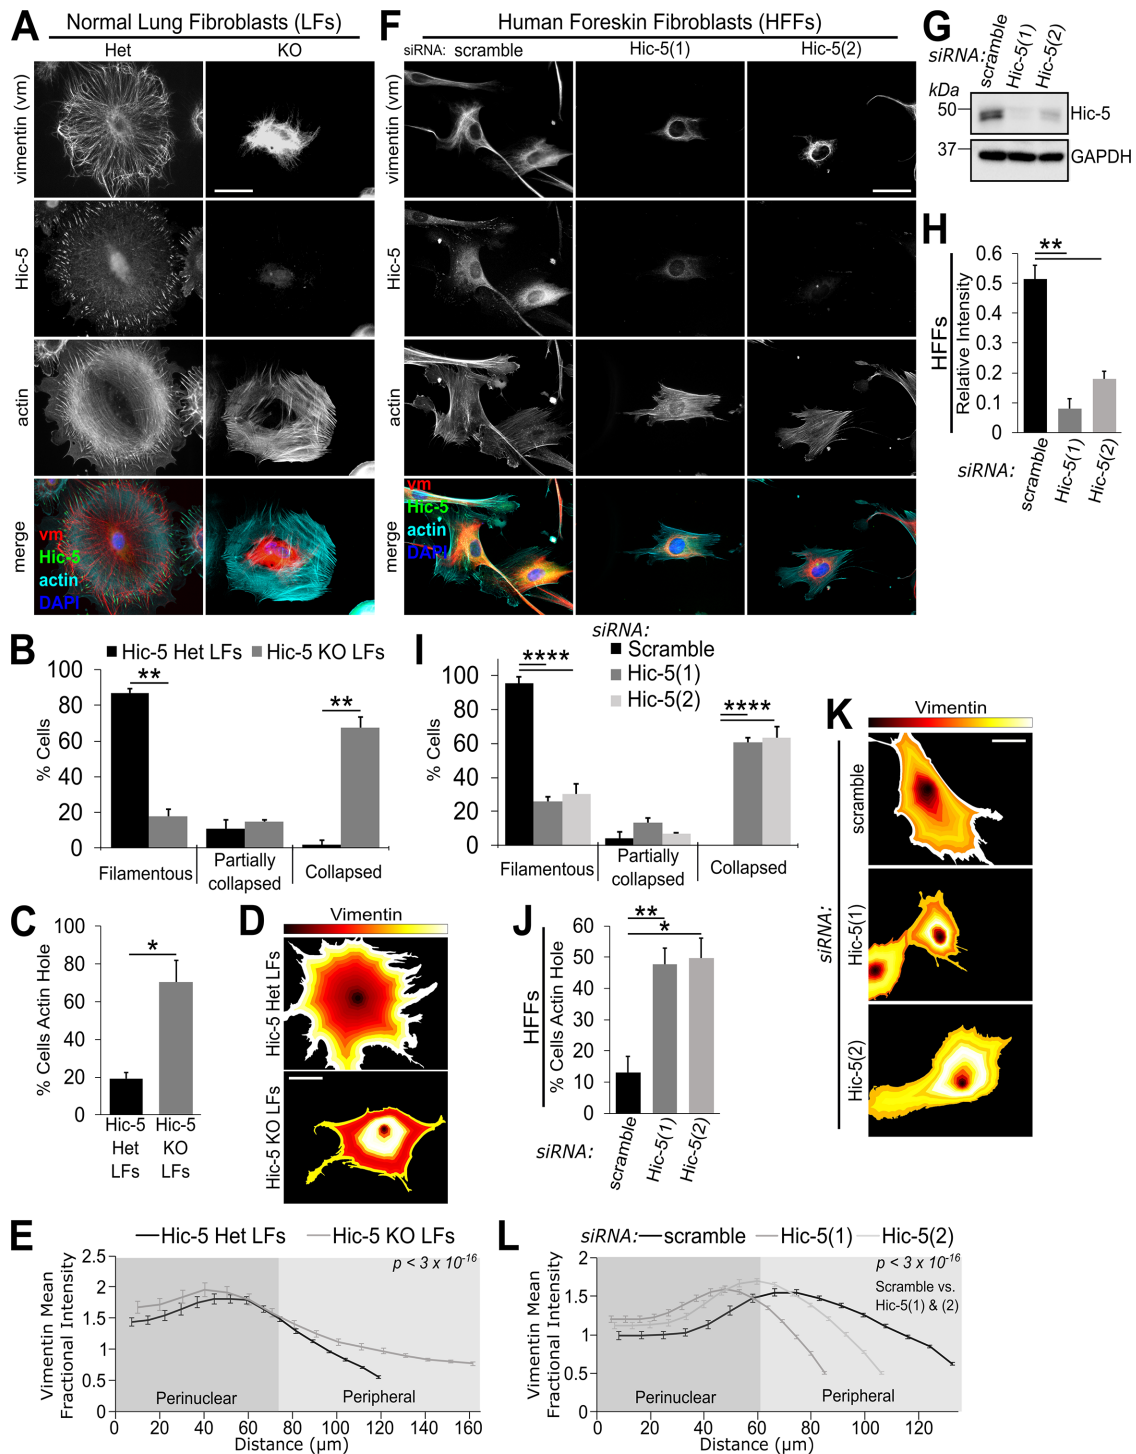 A Normal Lung Fibroblasts (LFs)
Het KO
vimentin (vm)
Hic-5
actin
merge
vm
Hic-5
actin
DAPI
F Human Foreskin Fibroblasts (HFFs)
siRNA: scramble Hic-5(1) Hic-5(2)
vimentin (vm)
Hic-5
actin
merge
vm
Hic-5
actin
DAPI
G
siRNA: scramble Hic-5(1) Hic-5(2)
kDa
50 Hic-5
37 GAPDH
H
HFFs
Relative Intensity
0.6
0.5
0.4
0.3
0.2
0.1
0
**
siRNA: scramble Hic-5(1) Hic-5(2)
B Hic-5 Het LFs Hic-5 KO LFs
% Cells
100
80
60
40
20
0
** **
Filamentous Partially collapsed Collapsed
I siRNA:
Scramble
Hic-5(1)
Hic-5(2)
% Cells
100
80
60
40
20
0
**** ****
Filamentous Partially collapsed Collapsed
C
% Cells Actin Hole
100
80
60
40
20
0
*
Hic-5 Het LFs Hic-5 KO LFs
D Vimentin
Hic-5 Het LFs
Hic-5 KO LFs
J
HFFs
% Cells Actin Hole
60
50
40
30
20
10
0
**
*
siRNA: scramble Hic-5(1) Hic-5(2)
K Vimentin
siRNA:
scramble
Hic-5(1)
Hic-5(2)
E Hic-5 Het LFs Hic-5 KO LFs
p < 3 x 10-16
Vimentin Mean
Fractional Intensity
2.5
2
1.5
1
0.5
0
Perinuclear Peripheral
0 20 40 60 80 100 120 140 160
Distance (µm)
L siRNA: scramble Hic-5(1) Hic-5(2)
p < 3 x 10-16
Scramble vs.
Hic-5(1) & (2)
Vimentin Mean
Fractional Intensity
2
1.5
1
0.5
0
Perinuclear Peripheral
0 20 40 60 80 100 120
Distance (µm)